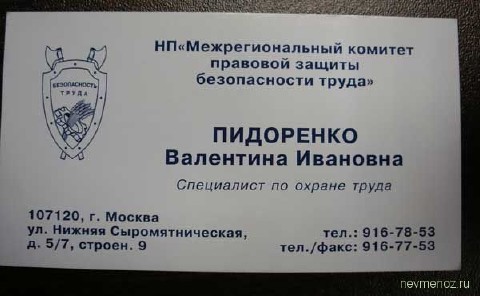 НП«Межрегиональный комитет
правовой защиты
безопасности труда»
БЕЗОПАСНОСТЬ
ТРУДА
ПИДОРЕНКО
Валентина Ивановна
Специалист по охране труда
107120, г. Москва
ул. Нижняя Сыромятническая,
д. 5/7, строен. 9
тел.: 916-78-53
тел./факс: 916-77-53
nevmenoz.ru